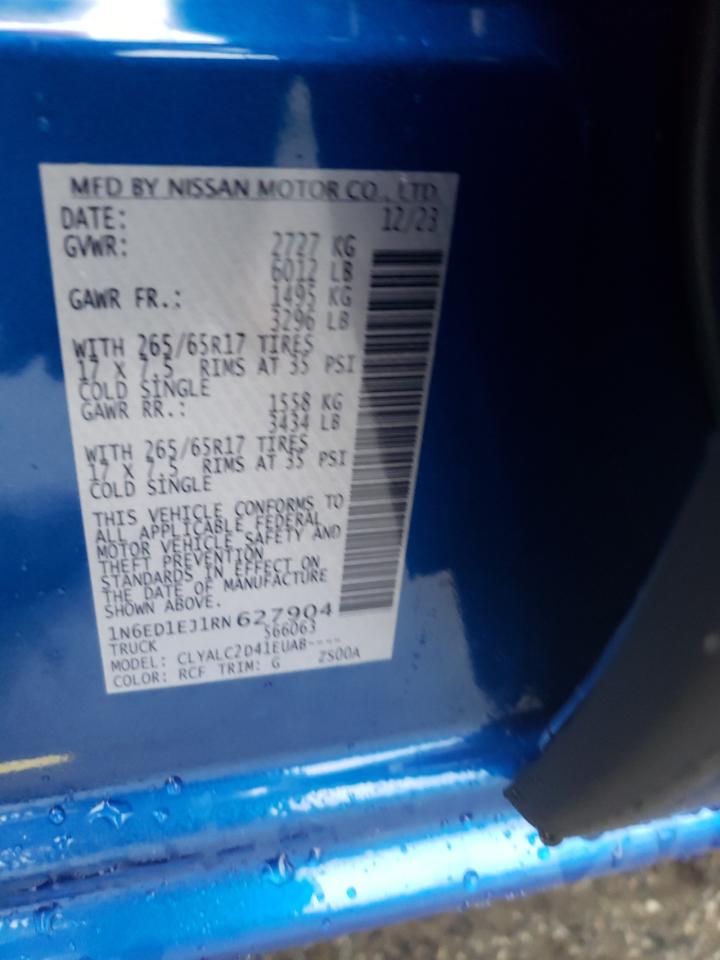 MFD BY NISSAN MOTOR CO., LTD.
DATE: 12/23
GVWR: 2727 KG
6012 LB
GAWR FR.: 1495 KG
3296 LB
WITH 265/65R17 TIRES
17 X 7.5 RIMS AT 35 PSI
COLD SINGLE
GAWR RR.: 1558 KG
3434 LB
WITH 265/65R17 TIRES
17 X 7.5 RIMS AT 35 PSI
COLD SINGLE
THIS VEHICLE CONFORMS TO
ALL APPLICABLE FEDERAL
MOTOR VEHICLE SAFETY AND
THEFT PREVENTION
STANDARDS IN EFFECT ON
THE DATE OF MANUFACTURE
SHOWN ABOVE.
1N6ED1EJ1RN 627904
TRUCK 566063
MODEL: CLYALC2D41EUAB----
COLOR: RCF TRIM: G ZS00A